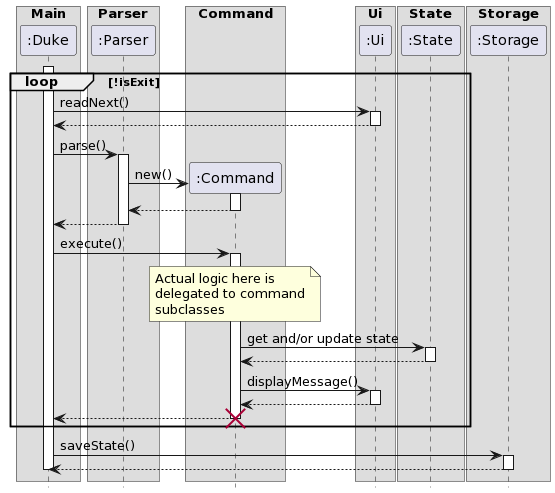 Main Parser Command Ui State Storage
:Duke :Parser :Ui :State :Storage
loop [!isExit]
readNext()
parse()
new()
:Command
execute()
Actual logic here is
delegated to command
subclasses
get and/or update state
displayMessage()
saveState()